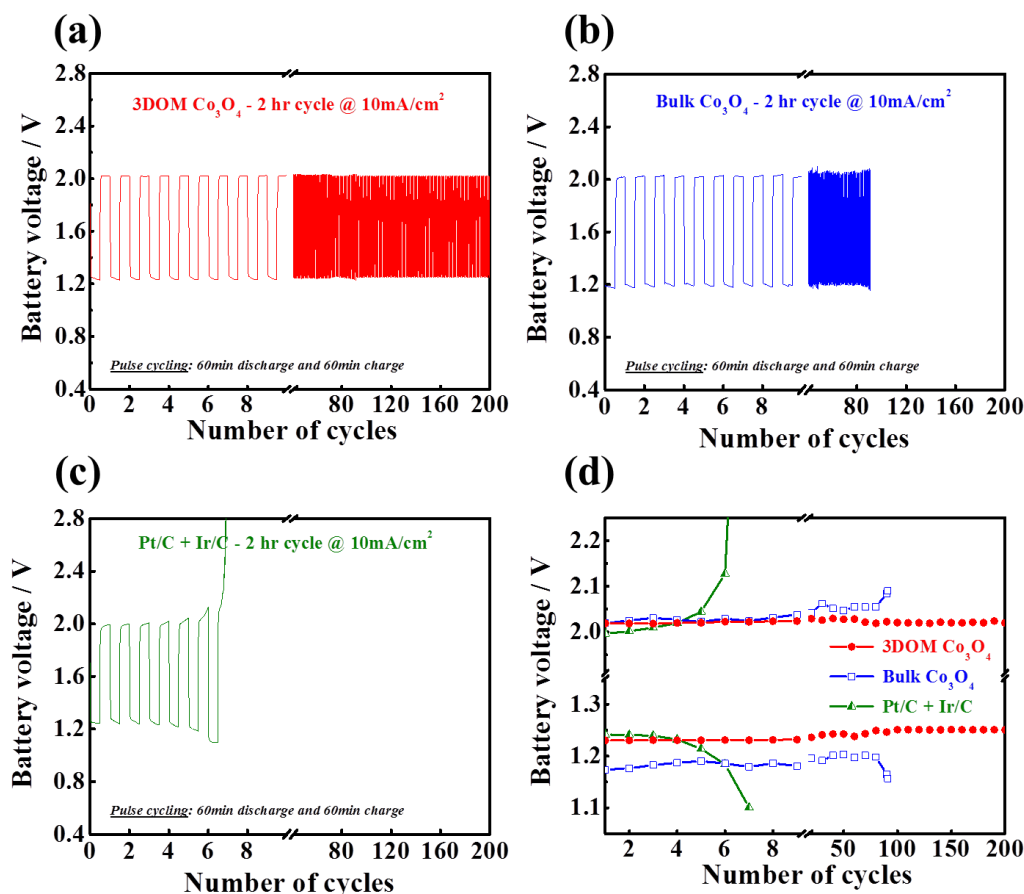 (a)
3DOM Co₃O₄ - 2 hr cycle @ 10mA/cm²
Battery voltage / V
2.8
2.4
2.0
1.6
1.2
0.8
0.4
Pulse cycling: 60min discharge and 60min charge
0 2 4 6 8 80 120 160 200
Number of cycles
(b)
Bulk Co₃O₄ - 2 hr cycle @ 10mA/cm²
Battery voltage / V
2.8
2.4
2.0
1.6
1.2
0.8
0.4
Pulse cycling: 60min discharge and 60min charge
0 2 4 6 8 80 120 160 200
Number of cycles
(c)
Pt/C + Ir/C - 2 hr cycle @ 10mA/cm²
Battery voltage / V
2.8
2.4
2.0
1.6
1.2
0.8
0.4
Pulse cycling: 60min discharge and 60min charge
0 2 4 6 8 80 120 160 200
Number of cycles
(d)
Battery voltage / V
2.2
2.1
2.0
1.3
1.2
1.1
3DOM Co₃O₄
Bulk Co₃O₄
Pt/C + Ir/C
2 4 6 8 50 100 150 200
Number of cycles